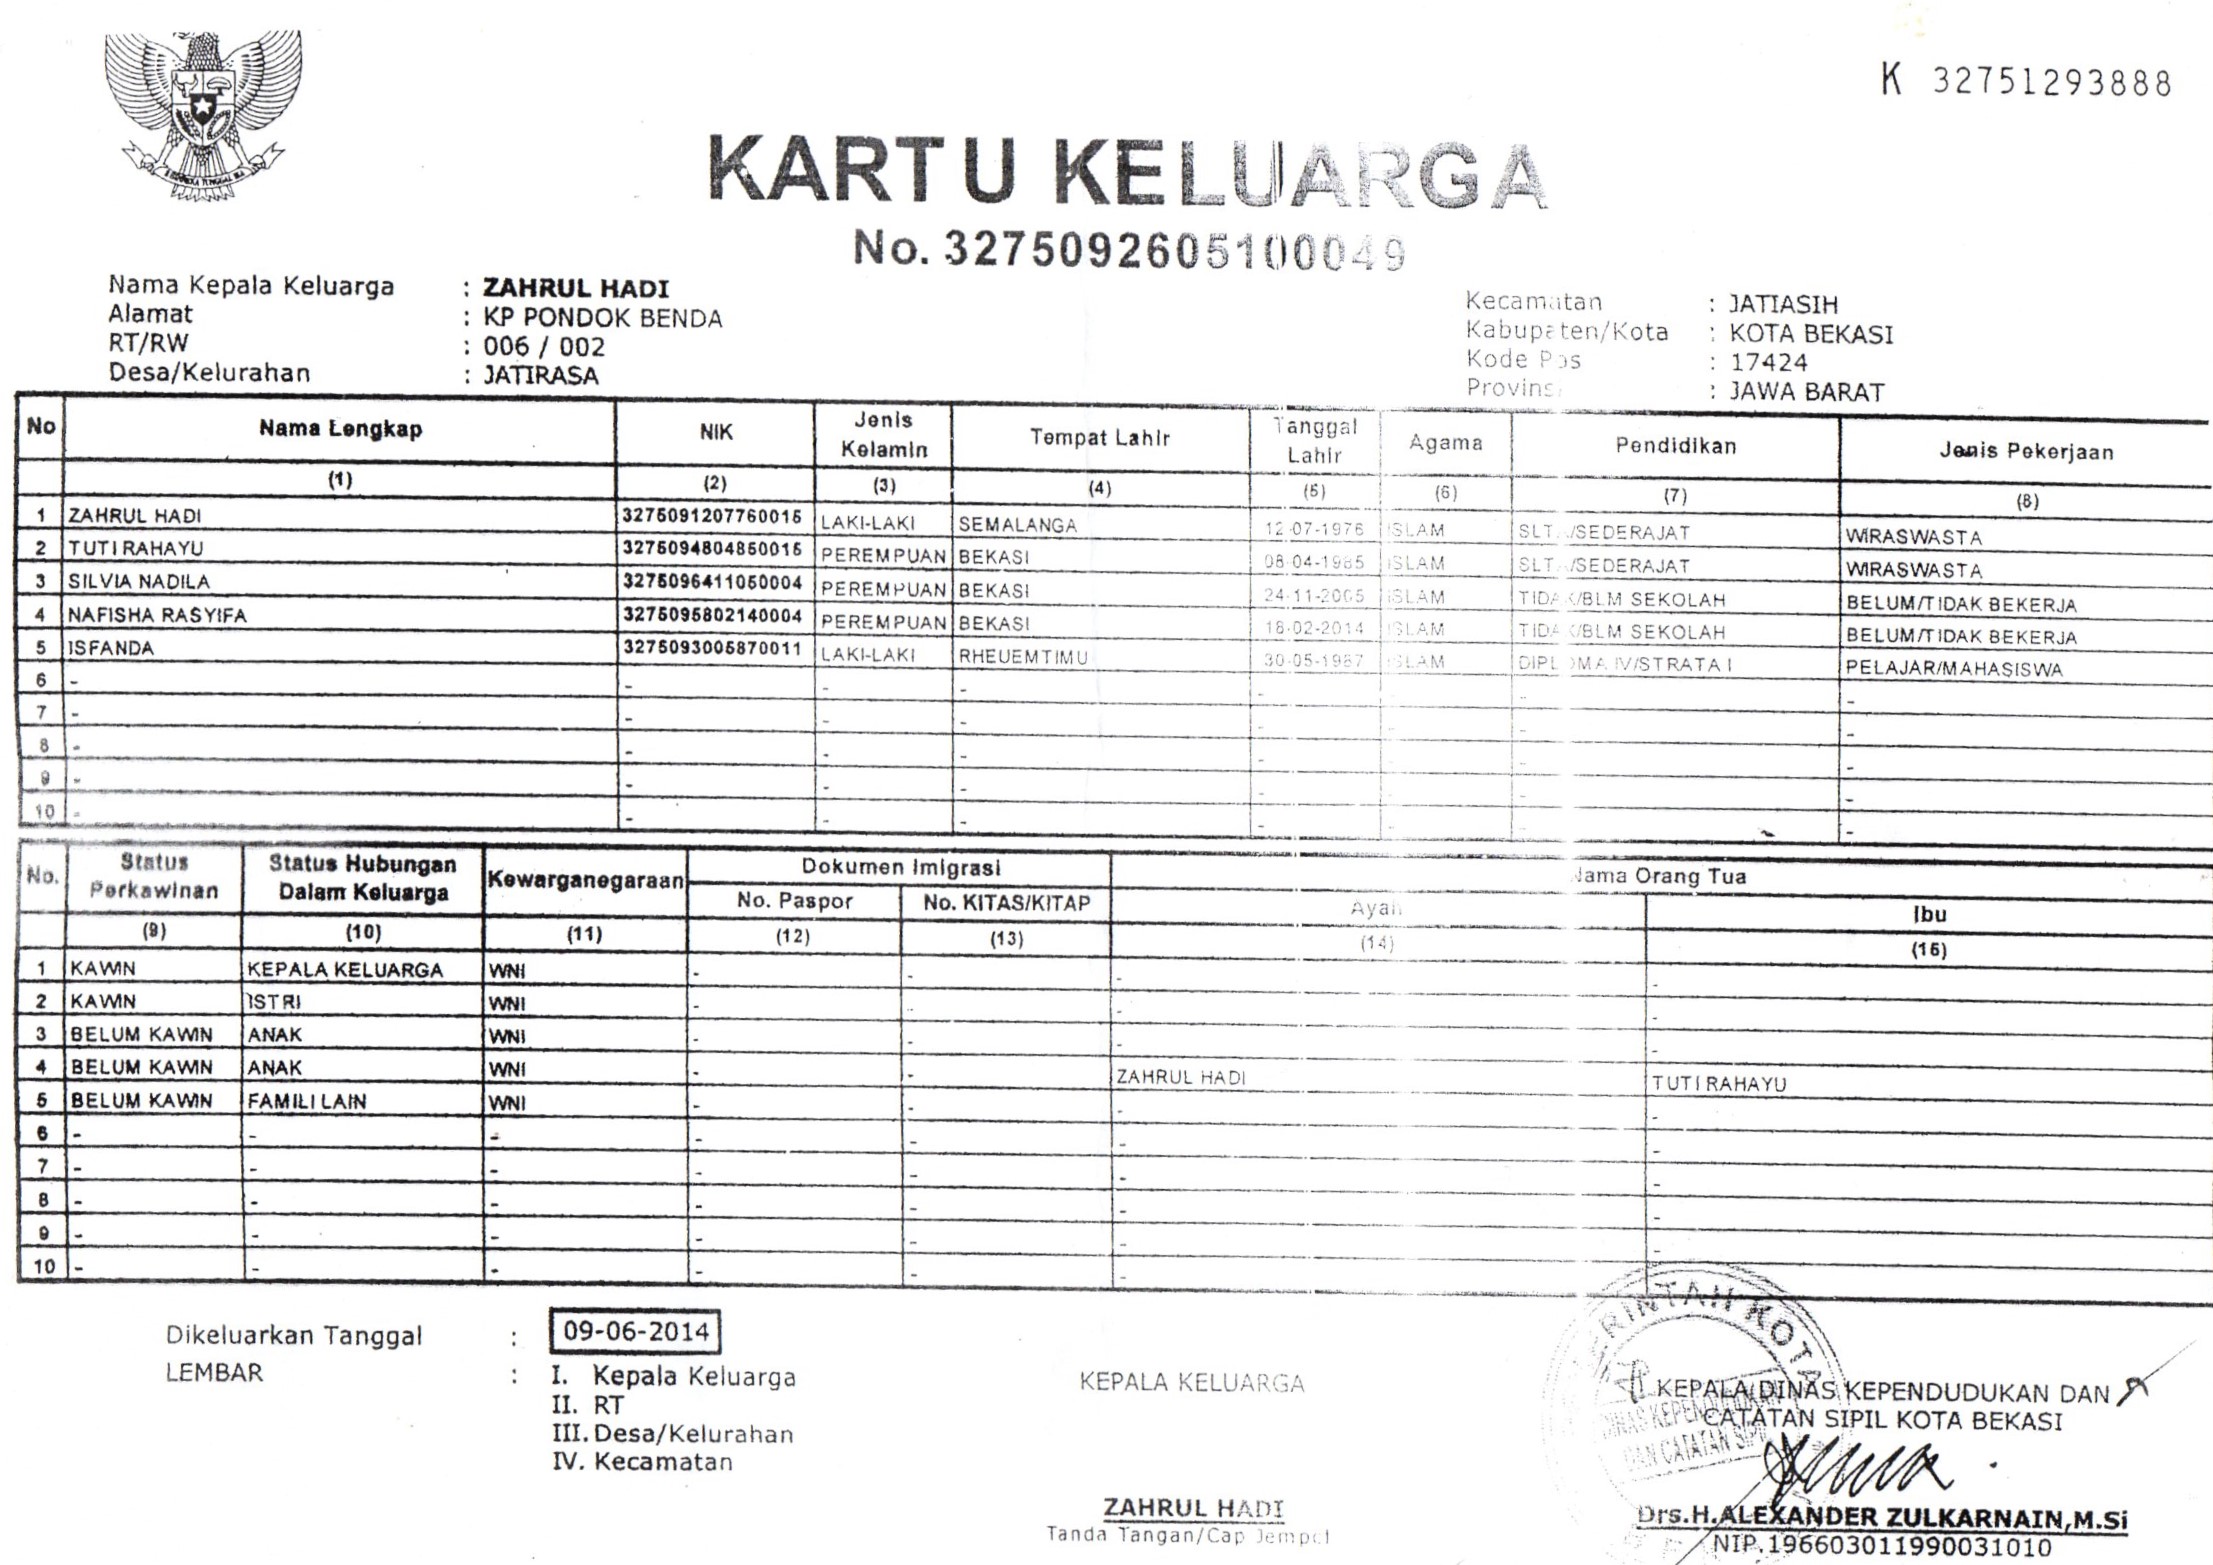 K 32751293888
KARTU KELUARGA
No. 3275092605100049
Nama Kepala Keluarga : ZAHRUL HADI
Alamat : KP PONDOK BENDA
RT/RW : 006 / 002
Desa/Kelurahan : JATIRASA
Kecamatan : JATIASIH
Kabupaten/Kota : KOTA BEKASI
Kode Pos : 17424
Provinsi : JAWA BARAT
No Nama Lengkap NIK Jenis Kelamin Tempat Lahir Tanggal Lahir Agama Pendidikan Jenis Pekerjaan
(1) (2) (3) (4) (5) (6) (7) (8)
1 ZAHRUL HADI 3275091207760015 LAKI-LAKI SEMALANGA 12-07-1976 ISLAM SLTA/SEDERAJAT WIRASWASTA
2 TUTI RAHAYU 3275094804850015 PEREMPUAN BEKASI 08-04-1985 ISLAM SLTA/SEDERAJAT WIRASWASTA
3 SILVIA NADILA 3275096411050004 PEREMPUAN BEKASI 24-11-2005 ISLAM TIDAK/BLM SEKOLAH BELUM/TIDAK BEKERJA
4 NAFISHA RASYIFA 3275095802140004 PEREMPUAN BEKASI 18-02-2014 ISLAM TIDAK/BLM SEKOLAH BELUM/TIDAK BEKERJA
5 ISFANDA 3275093005870011 LAKI-LAKI RHEUEMTIMU 30-05-1987 ISLAM DIPLOMA IV/STRATA I PELAJAR/MAHASISWA
6 - - - - - - - -
7 - - - - - - - -
8 - - - - - - - -
9 - - - - - - - -
10 - - - - - - - -
No. Status Perkawinan Status Hubungan Dalam Keluarga Kewarganegaraan Dokumen Imigrasi Nama Orang Tua
No. Paspor No. KITAS/KITAP Ayah Ibu
(9) (10) (11) (12) (13) (14) (15)
1 KAWIN KEPALA KELUARGA WNI - - - -
2 KAWIN ISTRI WNI - - - -
3 BELUM KAWIN ANAK WNI - - - -
4 BELUM KAWIN ANAK WNI - - ZAHRUL HADI TUTI RAHAYU
5 BELUM KAWIN FAMILI LAIN WNI - - - -
6 - - - - - - -
7 - - - - - - -
8 - - - - - - -
9 - - - - - - -
10 - - - - - -
Dikeluarkan Tanggal : 09-06-2014
LEMBAR : I. Kepala Keluarga
II. RT
III. Desa/Kelurahan
IV. Kecamatan
KEPALA KELUARGA
ZAHRUL HADI
Tanda Tangan/Cap Jempol
KEPALA DINAS KEPENDUDUKAN DAN
CATATAN SIPIL KOTA BEKASI
DINAS KEPENDUDUKAN
DAN CATATAN SIPIL
Drs.H.ALEXANDER ZULKARNAIN,M.Si
NIP.196603011990031010